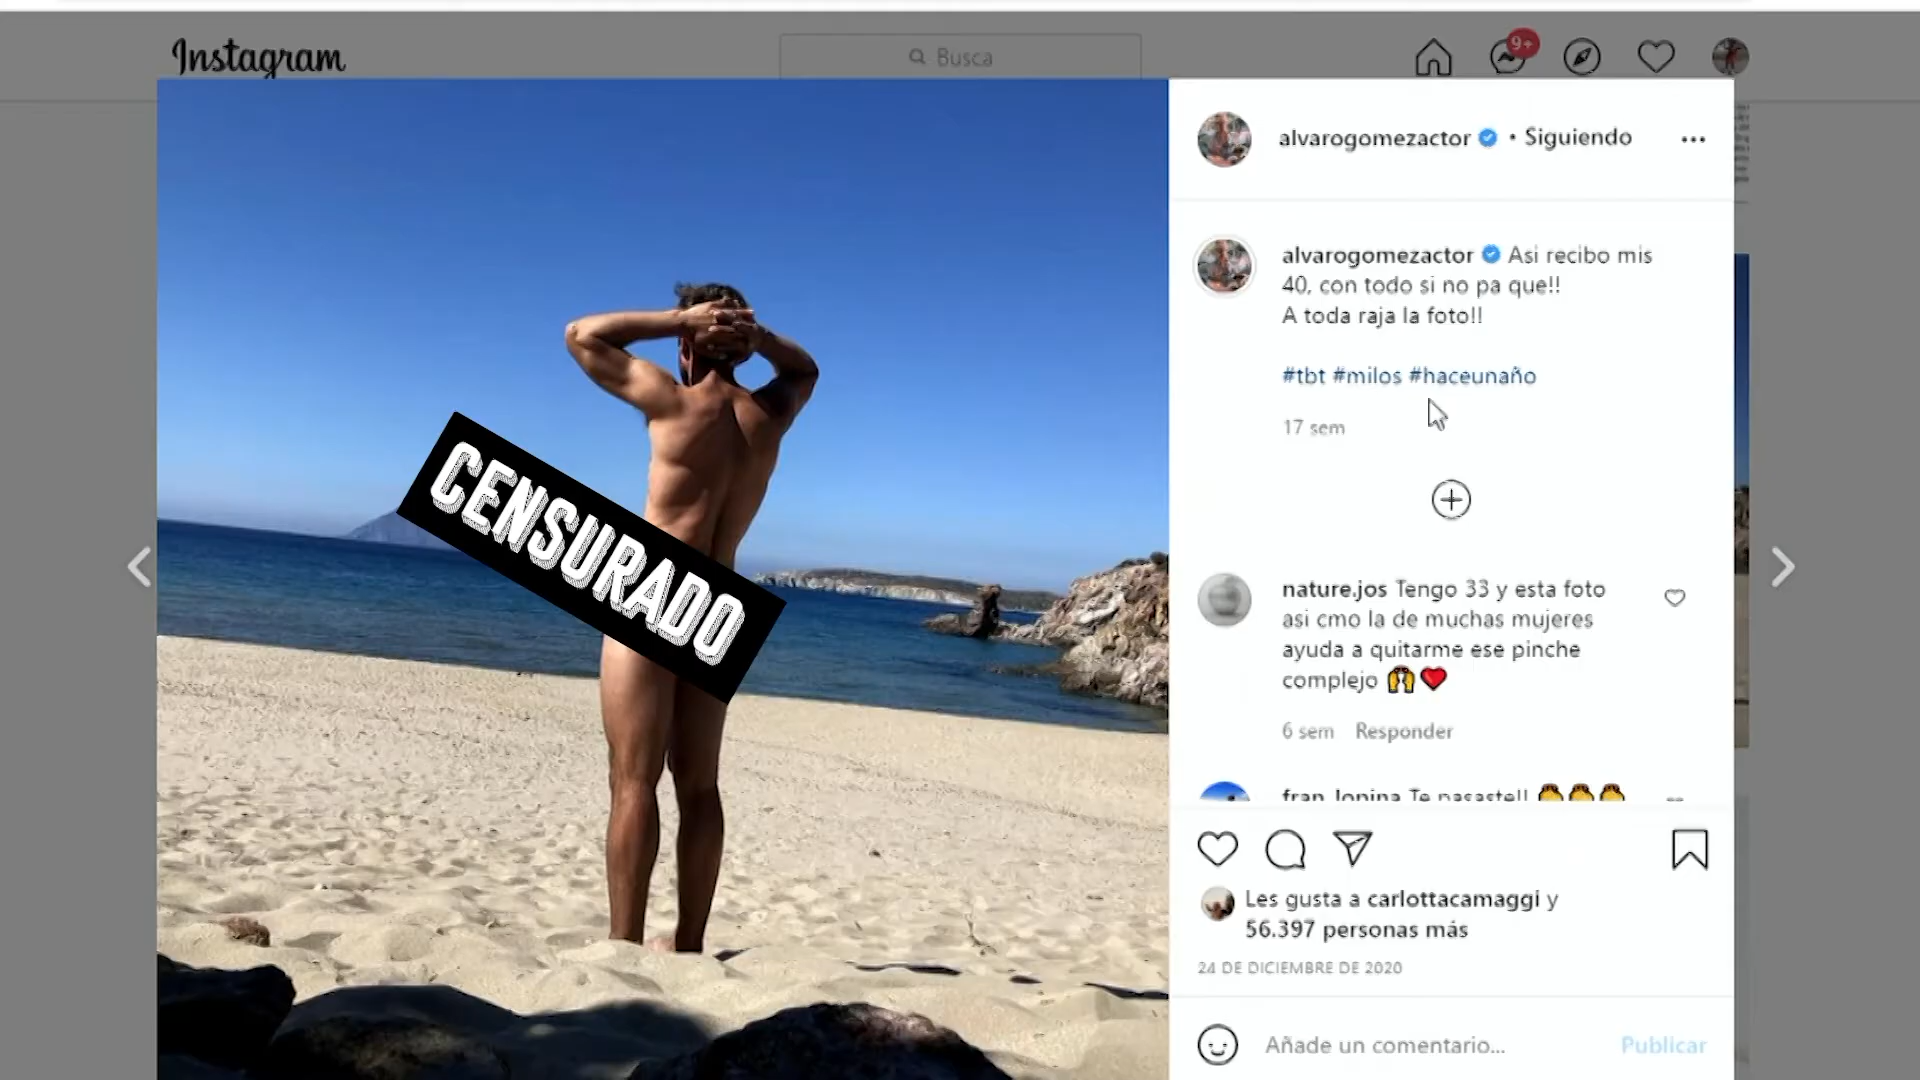 Instagram
Busca
9+
alvarogomezactor • Siguiendo
alvarogomezactor Asi recibo mis
40, con todo si no pa que!!
A toda raja la foto!!
#tbt #milos #haceunaño
17 sem
CENSURADO
nature.jos Tengo 33 y esta foto
asi cmo la de muchas mujeres
ayuda a quitarme ese pinche
complejo
6 sem Responder
fran_lopina Te pasaste!!
Les gusta a carlottacamaggi y
56.397 personas más
24 DE DICIEMBRE DE 2020
Añade un comentario...
Publicar